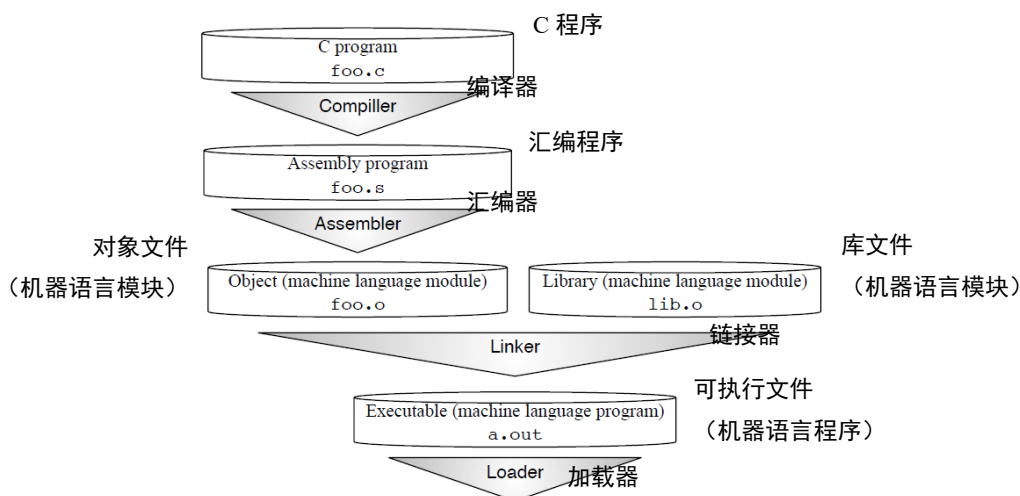 C 程序
C program
foo.c
编译器
Compiller
汇编程序
Assembly program
foo.s
汇编器
Assembler
对象文件
（机器语言模块）
Object (machine language module)
foo.o
Library (machine language module)
lib.o
库文件
（机器语言模块）
链接器
Linker
可执行文件
（机器语言程序）
Executable (machine language program)
a.out
Loader
加载器